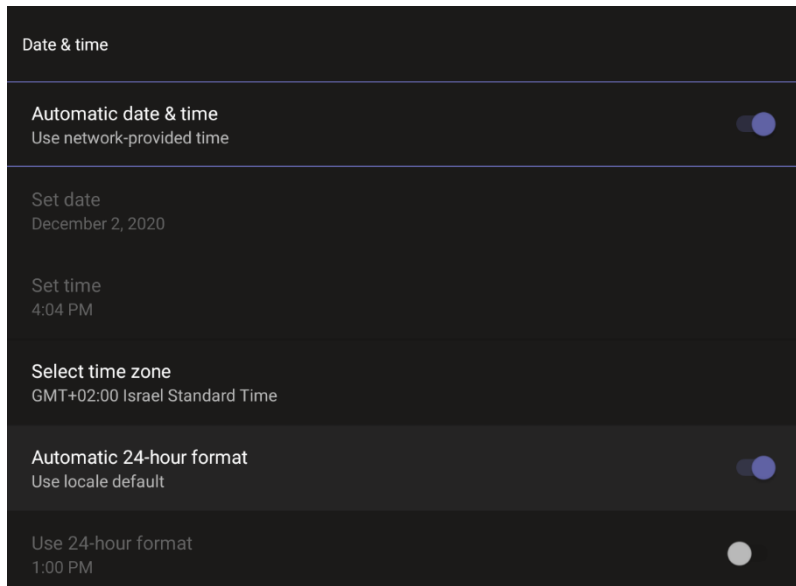 Date & time
Automatic date & time
Use network-provided time
Set date
December 2, 2020
Set time
4:04 PM
Select time zone
GMT+02:00 Israel Standard Time
Automatic 24-hour format
Use locale default
Use 24-hour format
1:00 PM